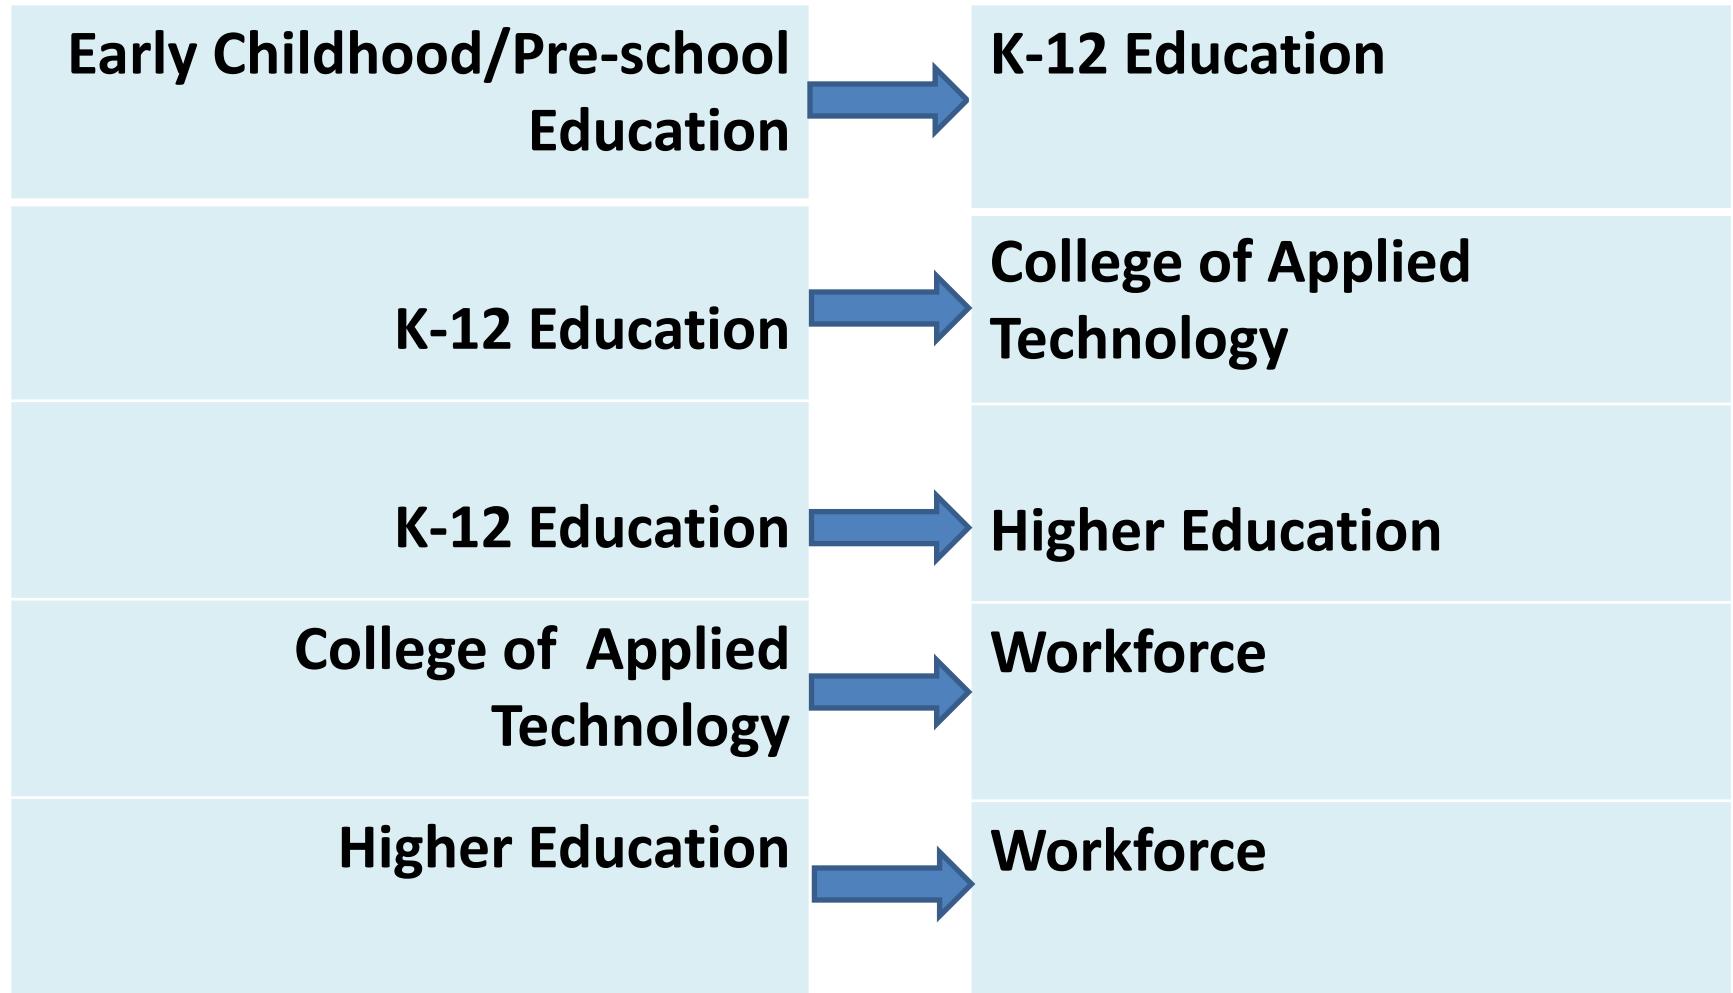 Early Childhood/Pre-school
Education
K-12 Education
K-12 Education
College of Applied
Technology
K-12 Education
Higher Education
College of  Applied
Technology
Workforce
Higher Education
Workforce